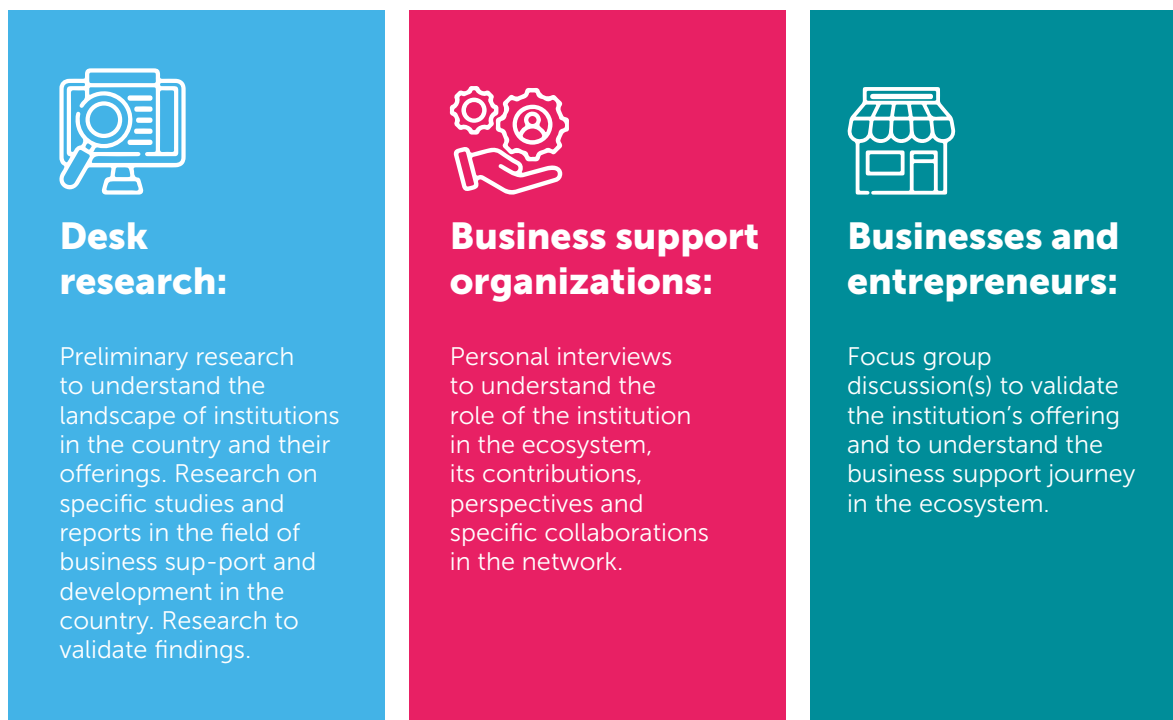 Desk
research:
Preliminary research
to understand the
landscape of institutions
in the country and their
offerings. Research on
specific studies and
reports in the field of
business sup-port and
development in the
country. Research to
validate findings.
Business support
organizations:
Personal interviews
to understand the
role of the institution
in the ecosystem,
its contributions,
perspectives and
specific collaborations
in the network.
Businesses and
entrepreneurs:
Focus group
discussion(s) to validate
the institution’s offering
and to understand the
business support journey
in the ecosystem.